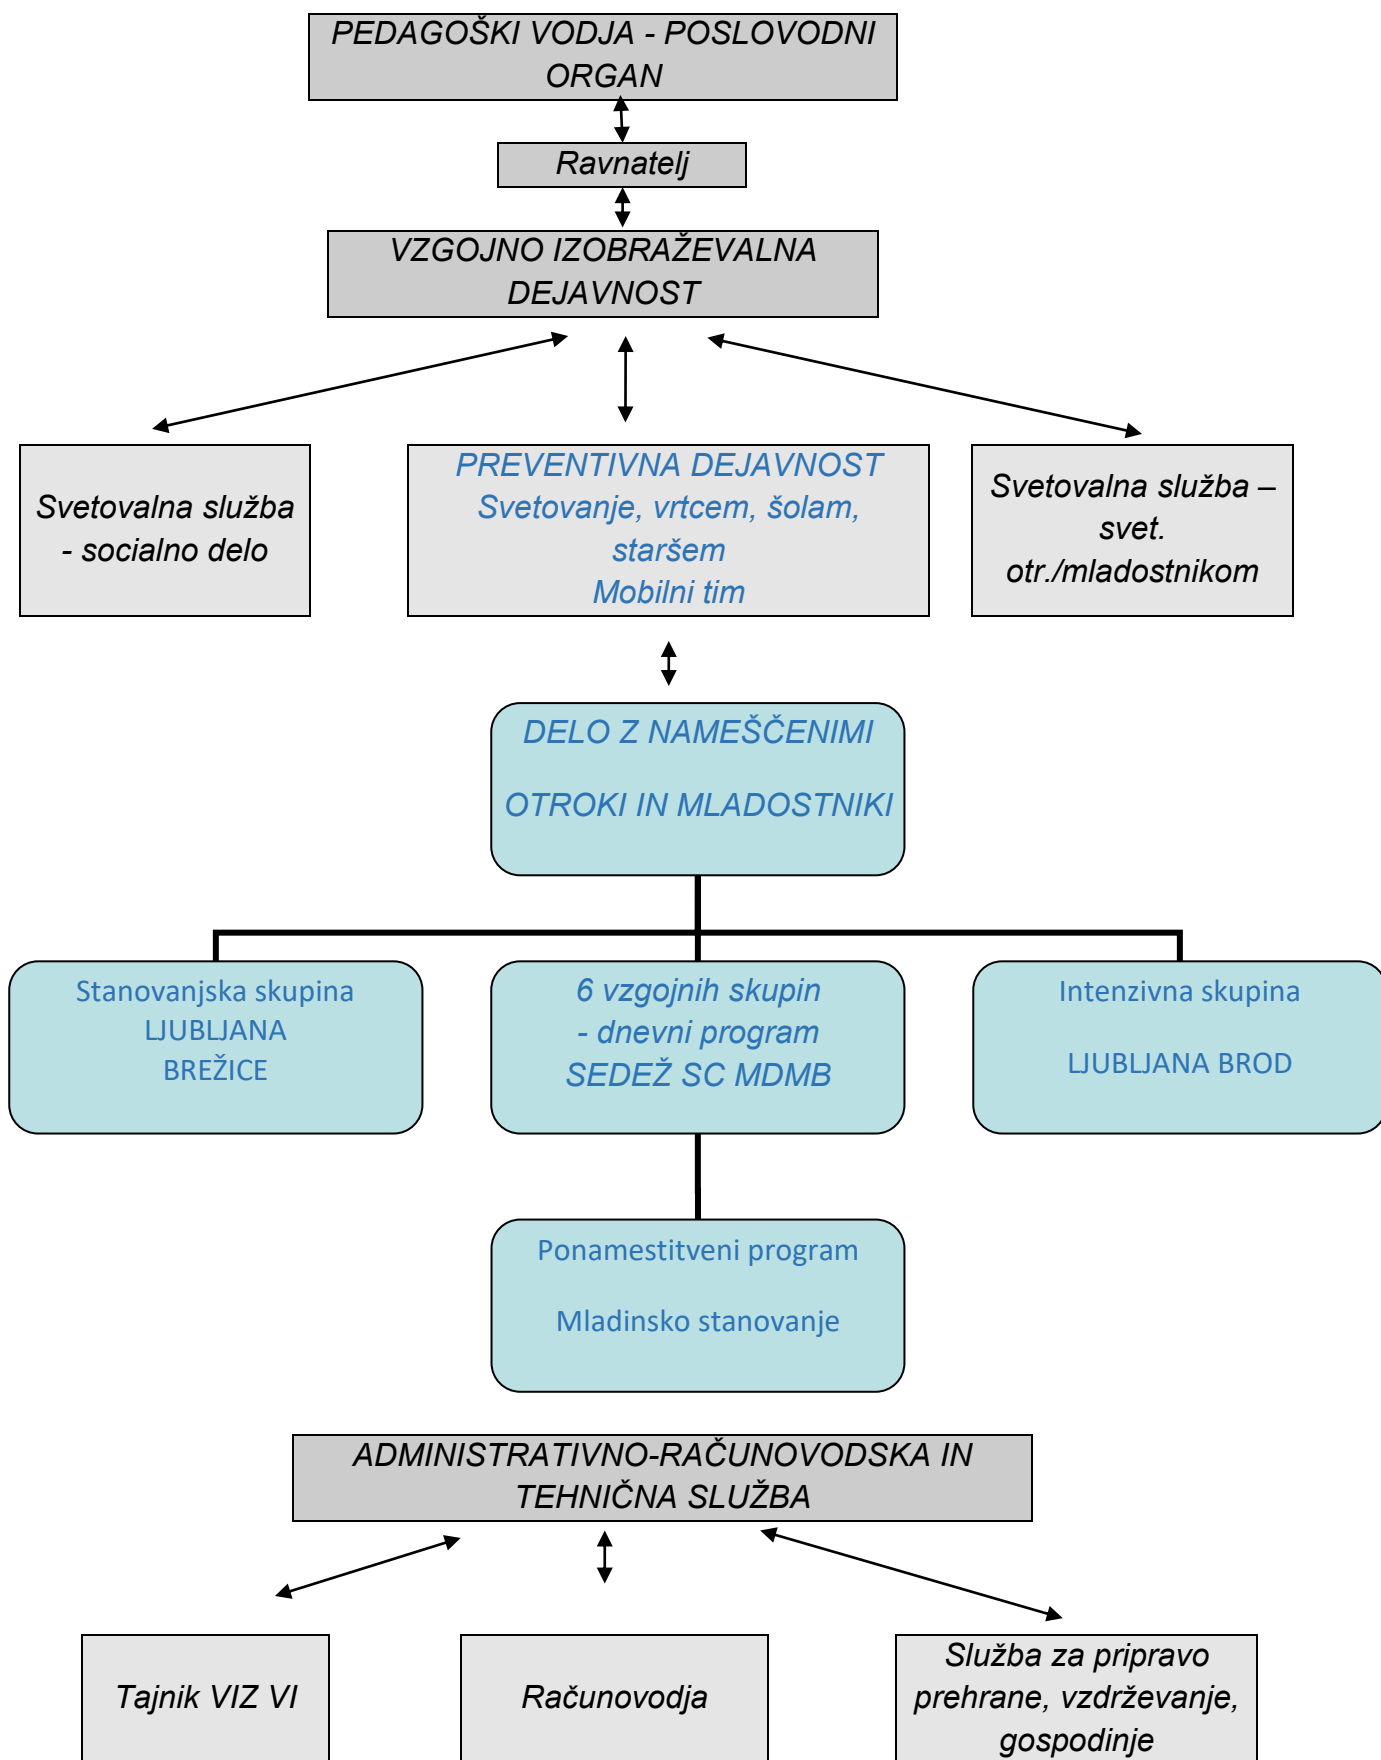 PEDAGOŠKI VODJA - POSLOVODNI
ORGAN
Ravnatelj
VZGOJNO IZOBRAŽEVALNA
DEJAVNOST
Svetovalna služba
- socialno delo
PREVENTIVNA DEJAVNOST
Svetovanje, vrtcem, šolam,
staršem
Mobilni tim
Svetovalna služba –
svet.
otr./mladostnikom
DELO Z NAMEŠČENIMI
OTROKI IN MLADOSTNIKI
Stanovanjska skupina
LJUBLJANA
BREŽICE
6 vzgojnih skupin
- dnevni program
SEDEŽ SC MDMB
Intenzivna skupina
LJUBLJANA BROD
Ponamestitveni program
Mladinsko stanovanje
ADMINISTRATIVNO-RAČUNOVODSKA IN
TEHNIČNA SLUŽBA
Tajnik VIZ VI
Računovodja
Služba za pripravo
prehrane, vzdrževanje,
gospodinje